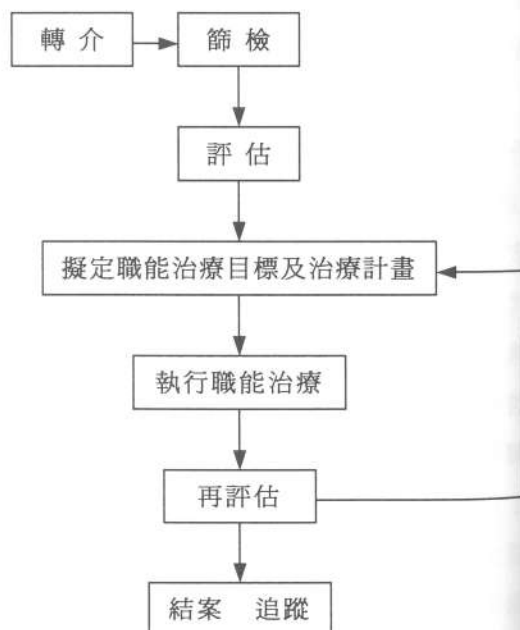 轉介
篩檢
評估
擬定職能治療目標及治療計畫
執行職能治療
再評估
結案 追蹤